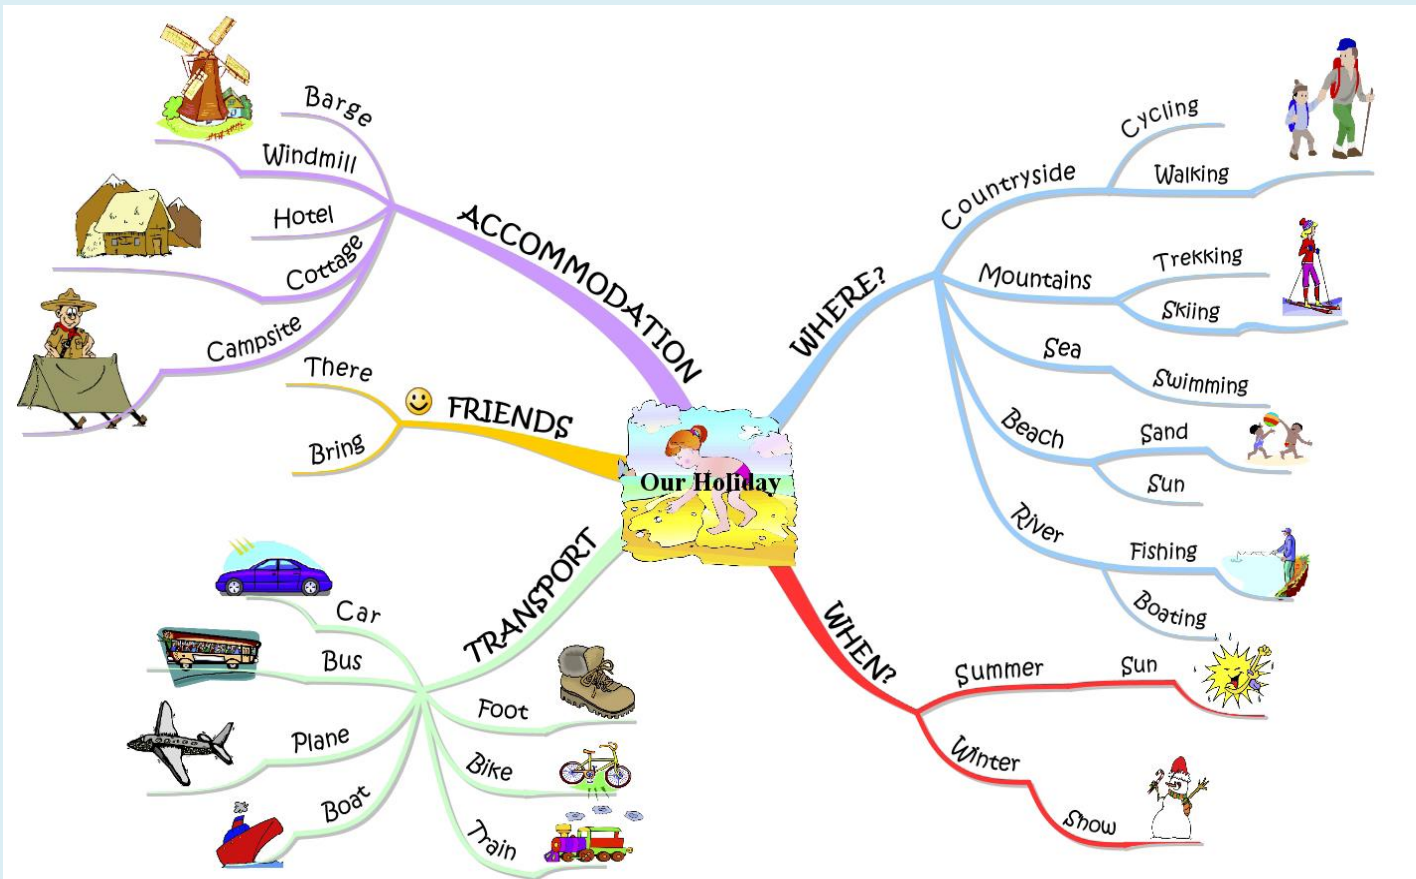 Our Holiday
WHERE?
Countryside
Cycling
Walking
Mountains
Trekking
Skiing
Sea
Swimming
Beach
Sand
Sun
River
Fishing
Boating
WHEN?
Summer
Sun
Winter
Snow
TRANSPORT
Car
Bus
Plane
Boat
Foot
Bike
Train
FRIENDS
There
Bring
ACCOMMODATION
Barge
Windmill
Hotel
Cottage
Campsite